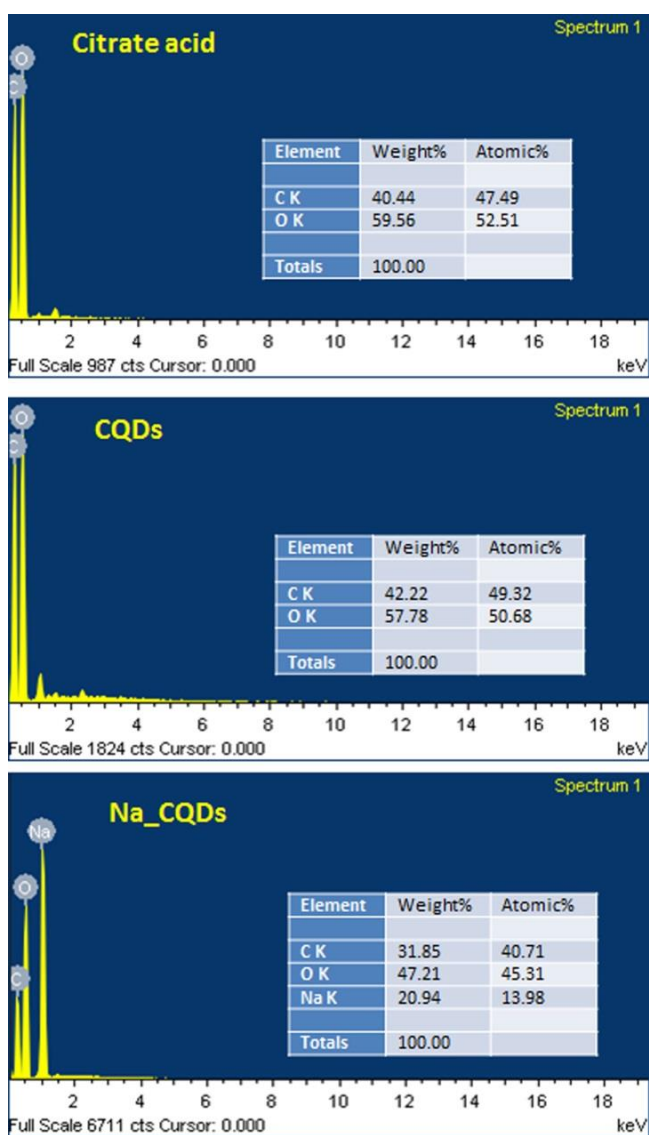 Spectrum 1
Citrate acid
O
C
Element Weight% Atomic%
C K 40.44 47.49
O K 59.56 52.51
Totals 100.00
2 4 6 8 10 12 14 16 18
Full Scale 987 cts Cursor: 0.000 keV
Spectrum 1
CQDs
O
C
Element Weight% Atomic%
C K 42.22 49.32
O K 57.78 50.68
Totals 100.00
2 4 6 8 10 12 14 16 18
Full Scale 1824 cts Cursor: 0.000 keV
Spectrum 1
Na_CQDs
Na
O
C
Element Weight% Atomic%
C K 31.85 40.71
O K 47.21 45.31
Na K 20.94 13.98
Totals 100.00
2 4 6 8 10 12 14 16 18
Full Scale 6711 cts Cursor: 0.000 keV